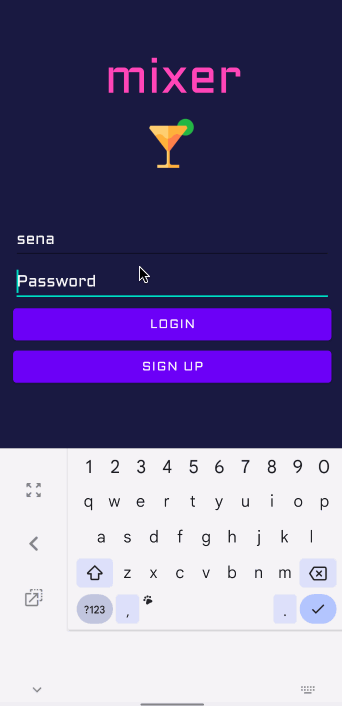 mixer
sena
Password
LOGIN
SIGN UP
1 2 3 4 5 6 7 8 9 0
q w e r t y u i o p
a s d f g h j k l
z x c v b n m
?123 , .